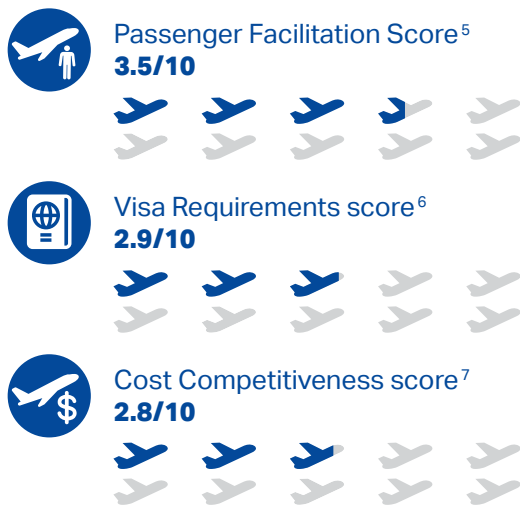 Passenger Facilitation Score⁵
3.5/10
Visa Requirements score⁶
2.9/10
Cost Competitiveness score⁷
$
2.8/10